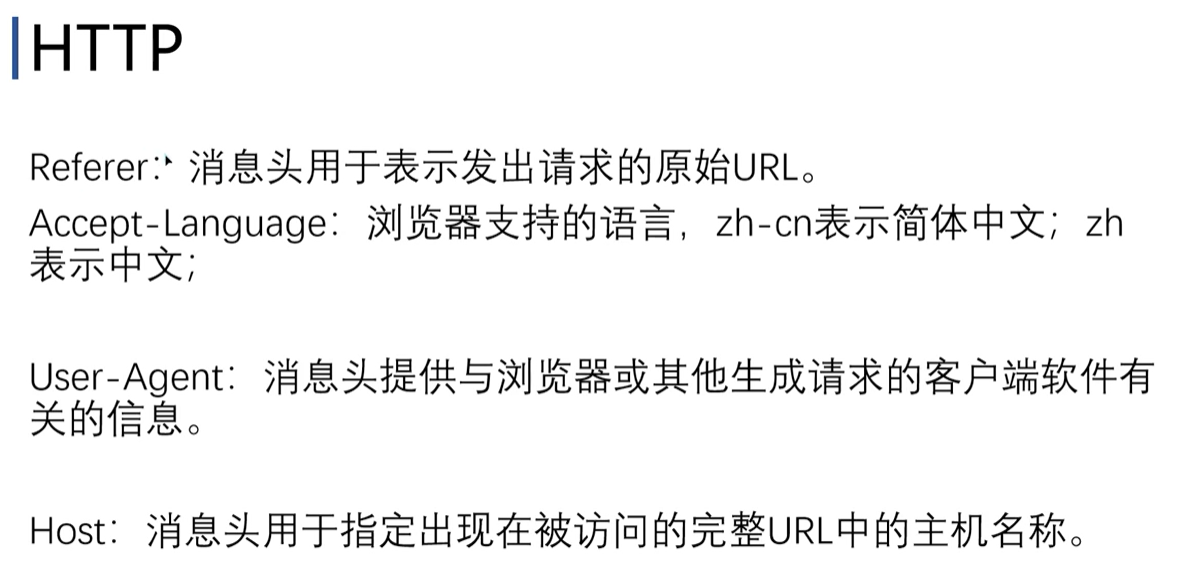 HTTP
Referer: 消息头用于表示发出请求的原始URL。
Accept-Language：浏览器支持的语言，zh-cn表示简体中文；zh
表示中文；
User-Agent：消息头提供与浏览器或其他生成请求的客户端软件有
关的信息。
Host：消息头用于指定出现在被访问的完整URL中的主机名称。